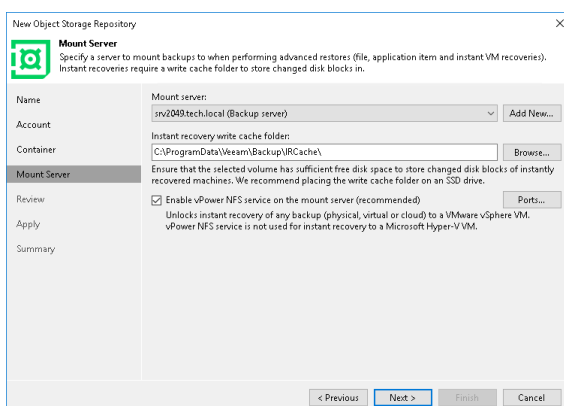 New Object Storage Repository
Mount Server
Specify a server to mount backups to when performing advanced restores (file, application item and instant VM recoveries).
Instant recoveries require a write cache folder to store changed disk blocks in.
Name
Account
Container
Mount Server
Review
Apply
Summary
Mount server:
srv2049.tech.local (Backup server)
Add New...
Instant recovery write cache folder:
C:\ProgramData\Veeam\Backup\IRCache\
Browse...
Ensure that the selected volume has sufficient free disk space to store changed disk blocks of instantly
recovered machines. We recommend placing the write cache folder on an SSD drive.
Enable vPower NFS service on the mount server (recommended)
Ports...
Unlocks instant recovery of any backup (physical, virtual or cloud) to a VMware vSphere VM.
vPower NFS service is not used for instant recovery to a Microsoft Hyper-V VM.
< Previous
Next >
Finish
Cancel